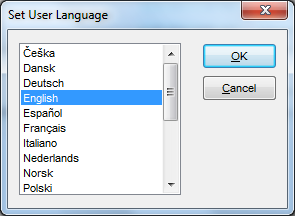 Set User Language
Češka
Dansk
Deutsch
English
Español
Français
Italiano
Nederlands
Norsk
Polski
OK
Cancel